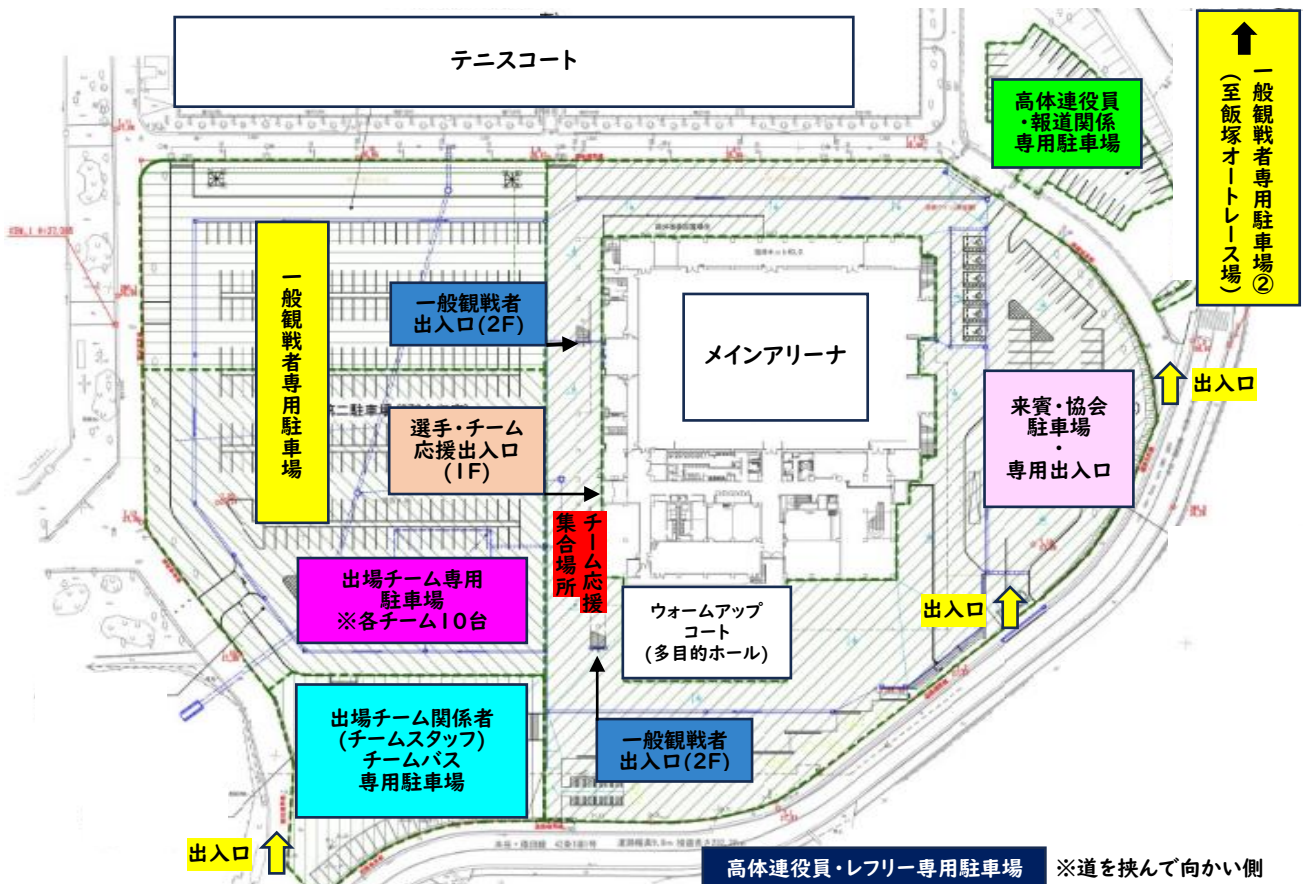 テニスコート
高体連役員
・報道関係
専用駐車場
一般観戦者専用駐車場②
(至飯塚オートレース場)
一般観戦者専用駐車場
一般観戦者
出入口(2F)
メインアリーナ
選手・チーム
応援出入口
(1F)
来賓・協会
駐車場
・
専用出入口
出入口
チーム応援
集合場所
出場チーム専用
駐車場
※各チーム10台
ウォームアップ
コート
(多目的ホール)
出入口
出場チーム関係者
(チームスタッフ)
チームバス
専用駐車場
一般観戦者
出入口(2F)
出入口
高体連役員・レフリー専用駐車場 ※道を挟んで向かい側